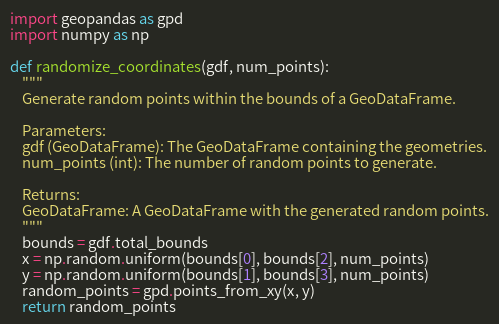 import geopandas as gpd
import numpy as np

def randomize_coordinates(gdf, num_points):
    """
    Generate random points within the bounds of a GeoDataFrame.

    Parameters:
    gdf (GeoDataFrame): The GeoDataFrame containing the geometries.
    num_points (int): The number of random points to generate.

    Returns:
    GeoDataFrame: A GeoDataFrame with the generated random points.
    """
    bounds = gdf.total_bounds
    x = np.random.uniform(bounds[0], bounds[2], num_points)
    y = np.random.uniform(bounds[1], bounds[3], num_points)
    random_points = gpd.points_from_xy(x, y)
    return random_points